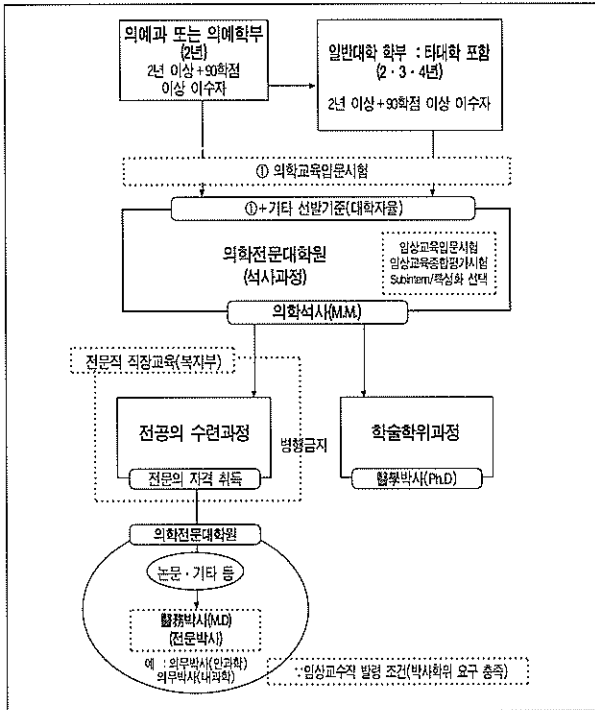 의예과 또는 의예학부
(2년)
2년 이상+90학점
이상 이수자
일반대학 학부 : 타대학 포함
(2·3·4년)
2년 이상+90학점 이상 이수자
① 의학교육입문시험
①+기타 선발기준(대학자율)
의학전문대학원
(석사과정)
임상교육입문시험
임상교육종합평가시험
Subintern/특성화 선택
의학석사(M.M.)
전문직 직장교육(복지부)
전공의 수련과정
전문의 자격 취득
병행금지
학술학위과정
醫學박사(Ph.D)
의학전문대학원
논문·기타 등
醫務박사(M.D)
(전문박사)
예 : 의무박사(안과학)
의무박사(내과학)
∵임상교수직 발령 조건(박사학위 요구 충족)